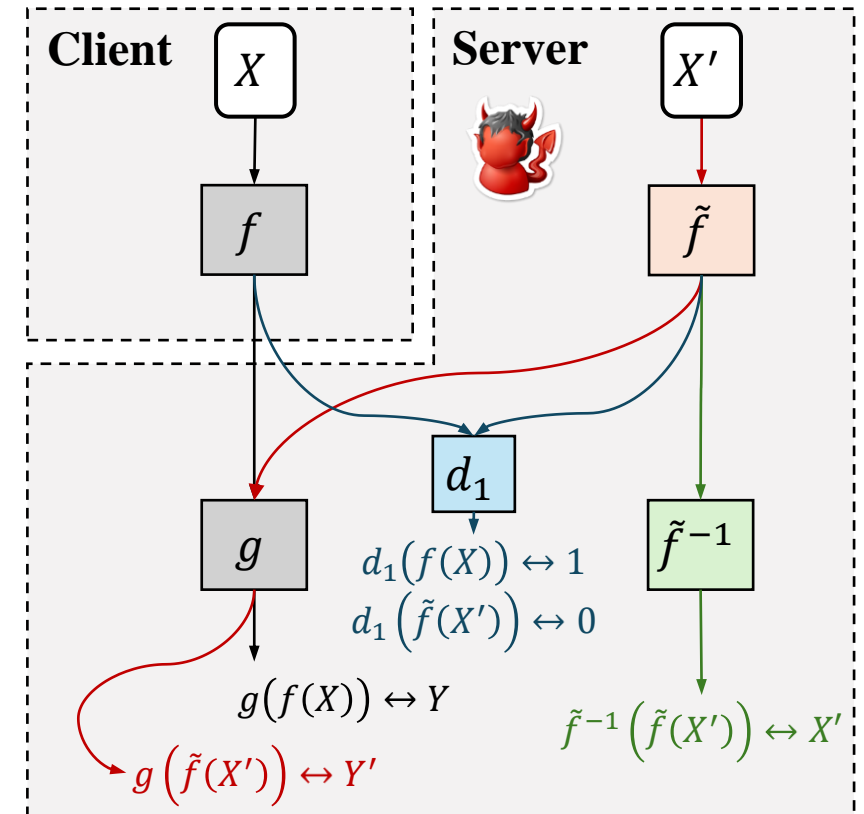 Client
Server
X
X′
f
f̃
d₁
g
f̃⁻¹
d₁(f(X)) ↔ 1
d₁(f̃(X′)) ↔ 0
g(f(X)) ↔ Y
f̃⁻¹(f̃(X′)) ↔ X′
g(f̃(X′)) ↔ Y′